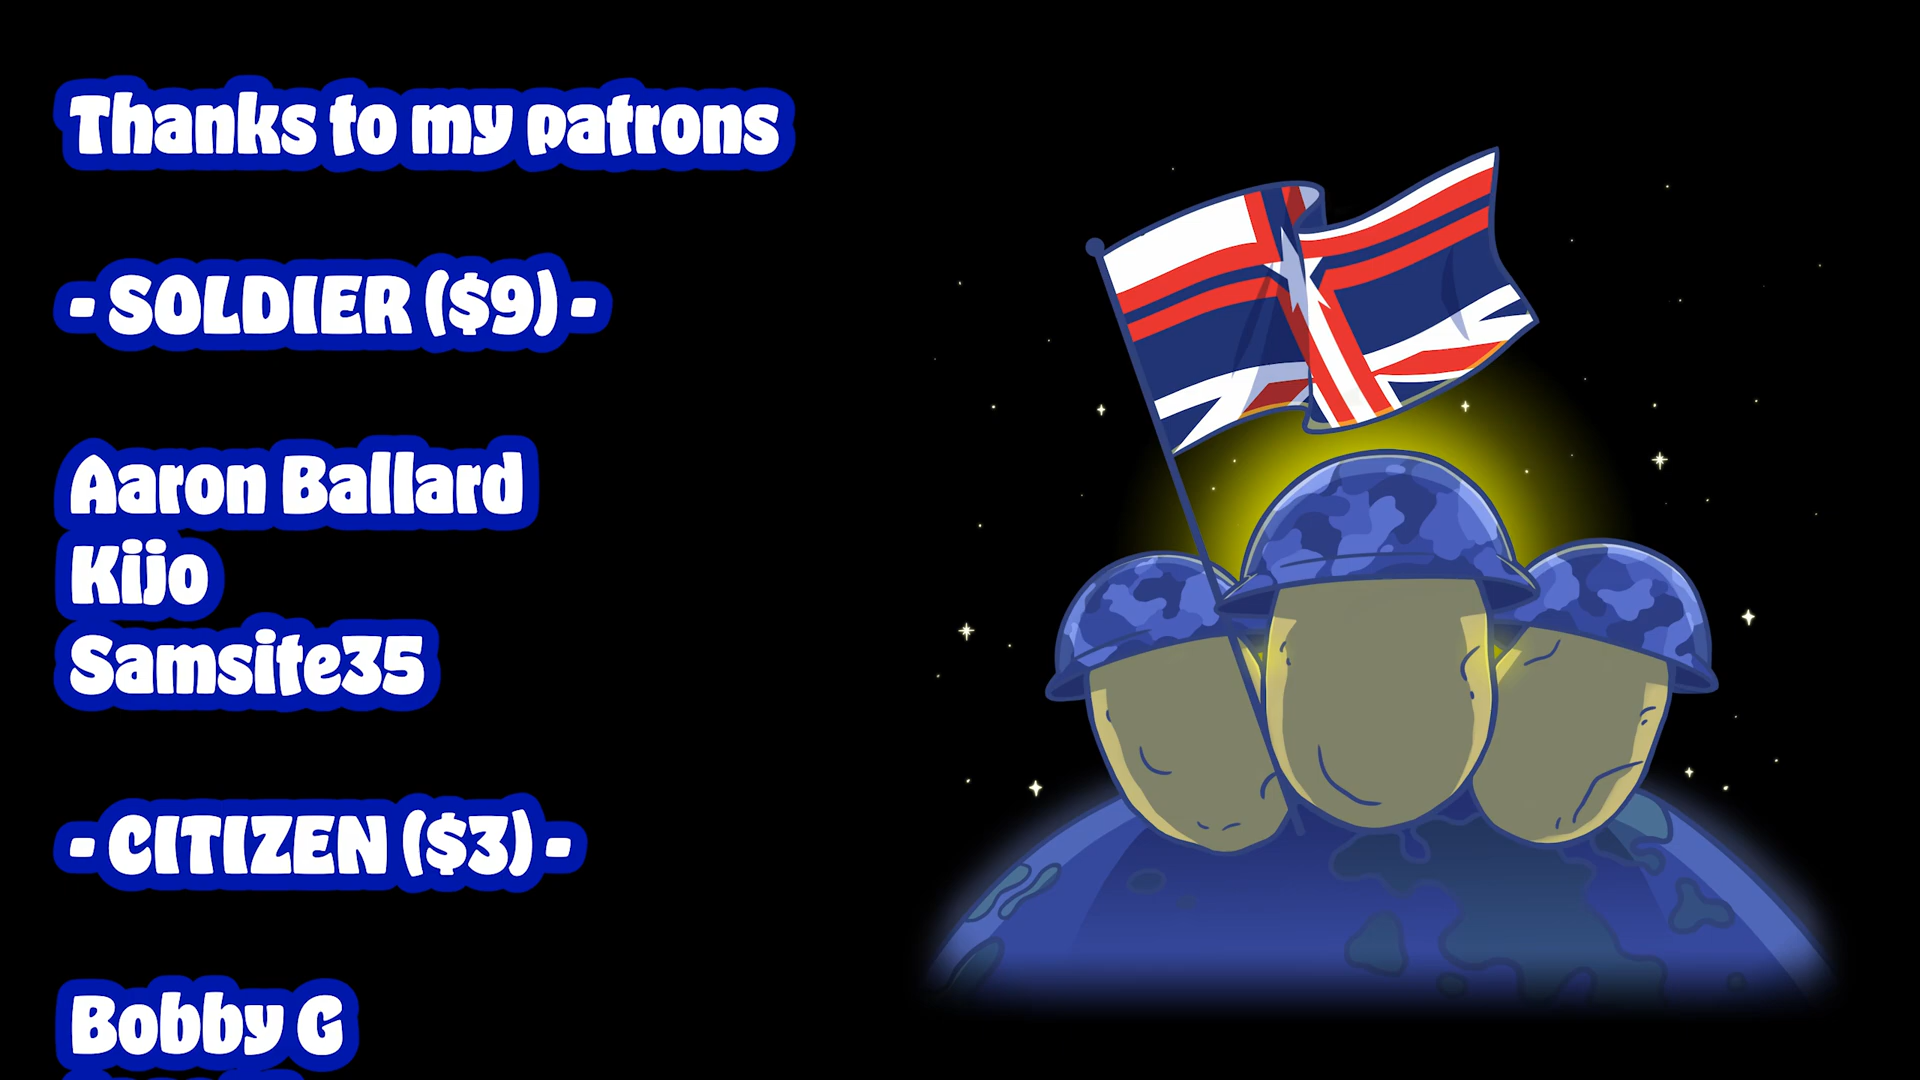 Thanks to my patrons
- SOLDIER ($9) -
Aaron Ballard
Kijo
Samsite35
- CITIZEN ($3) -
Bobby G